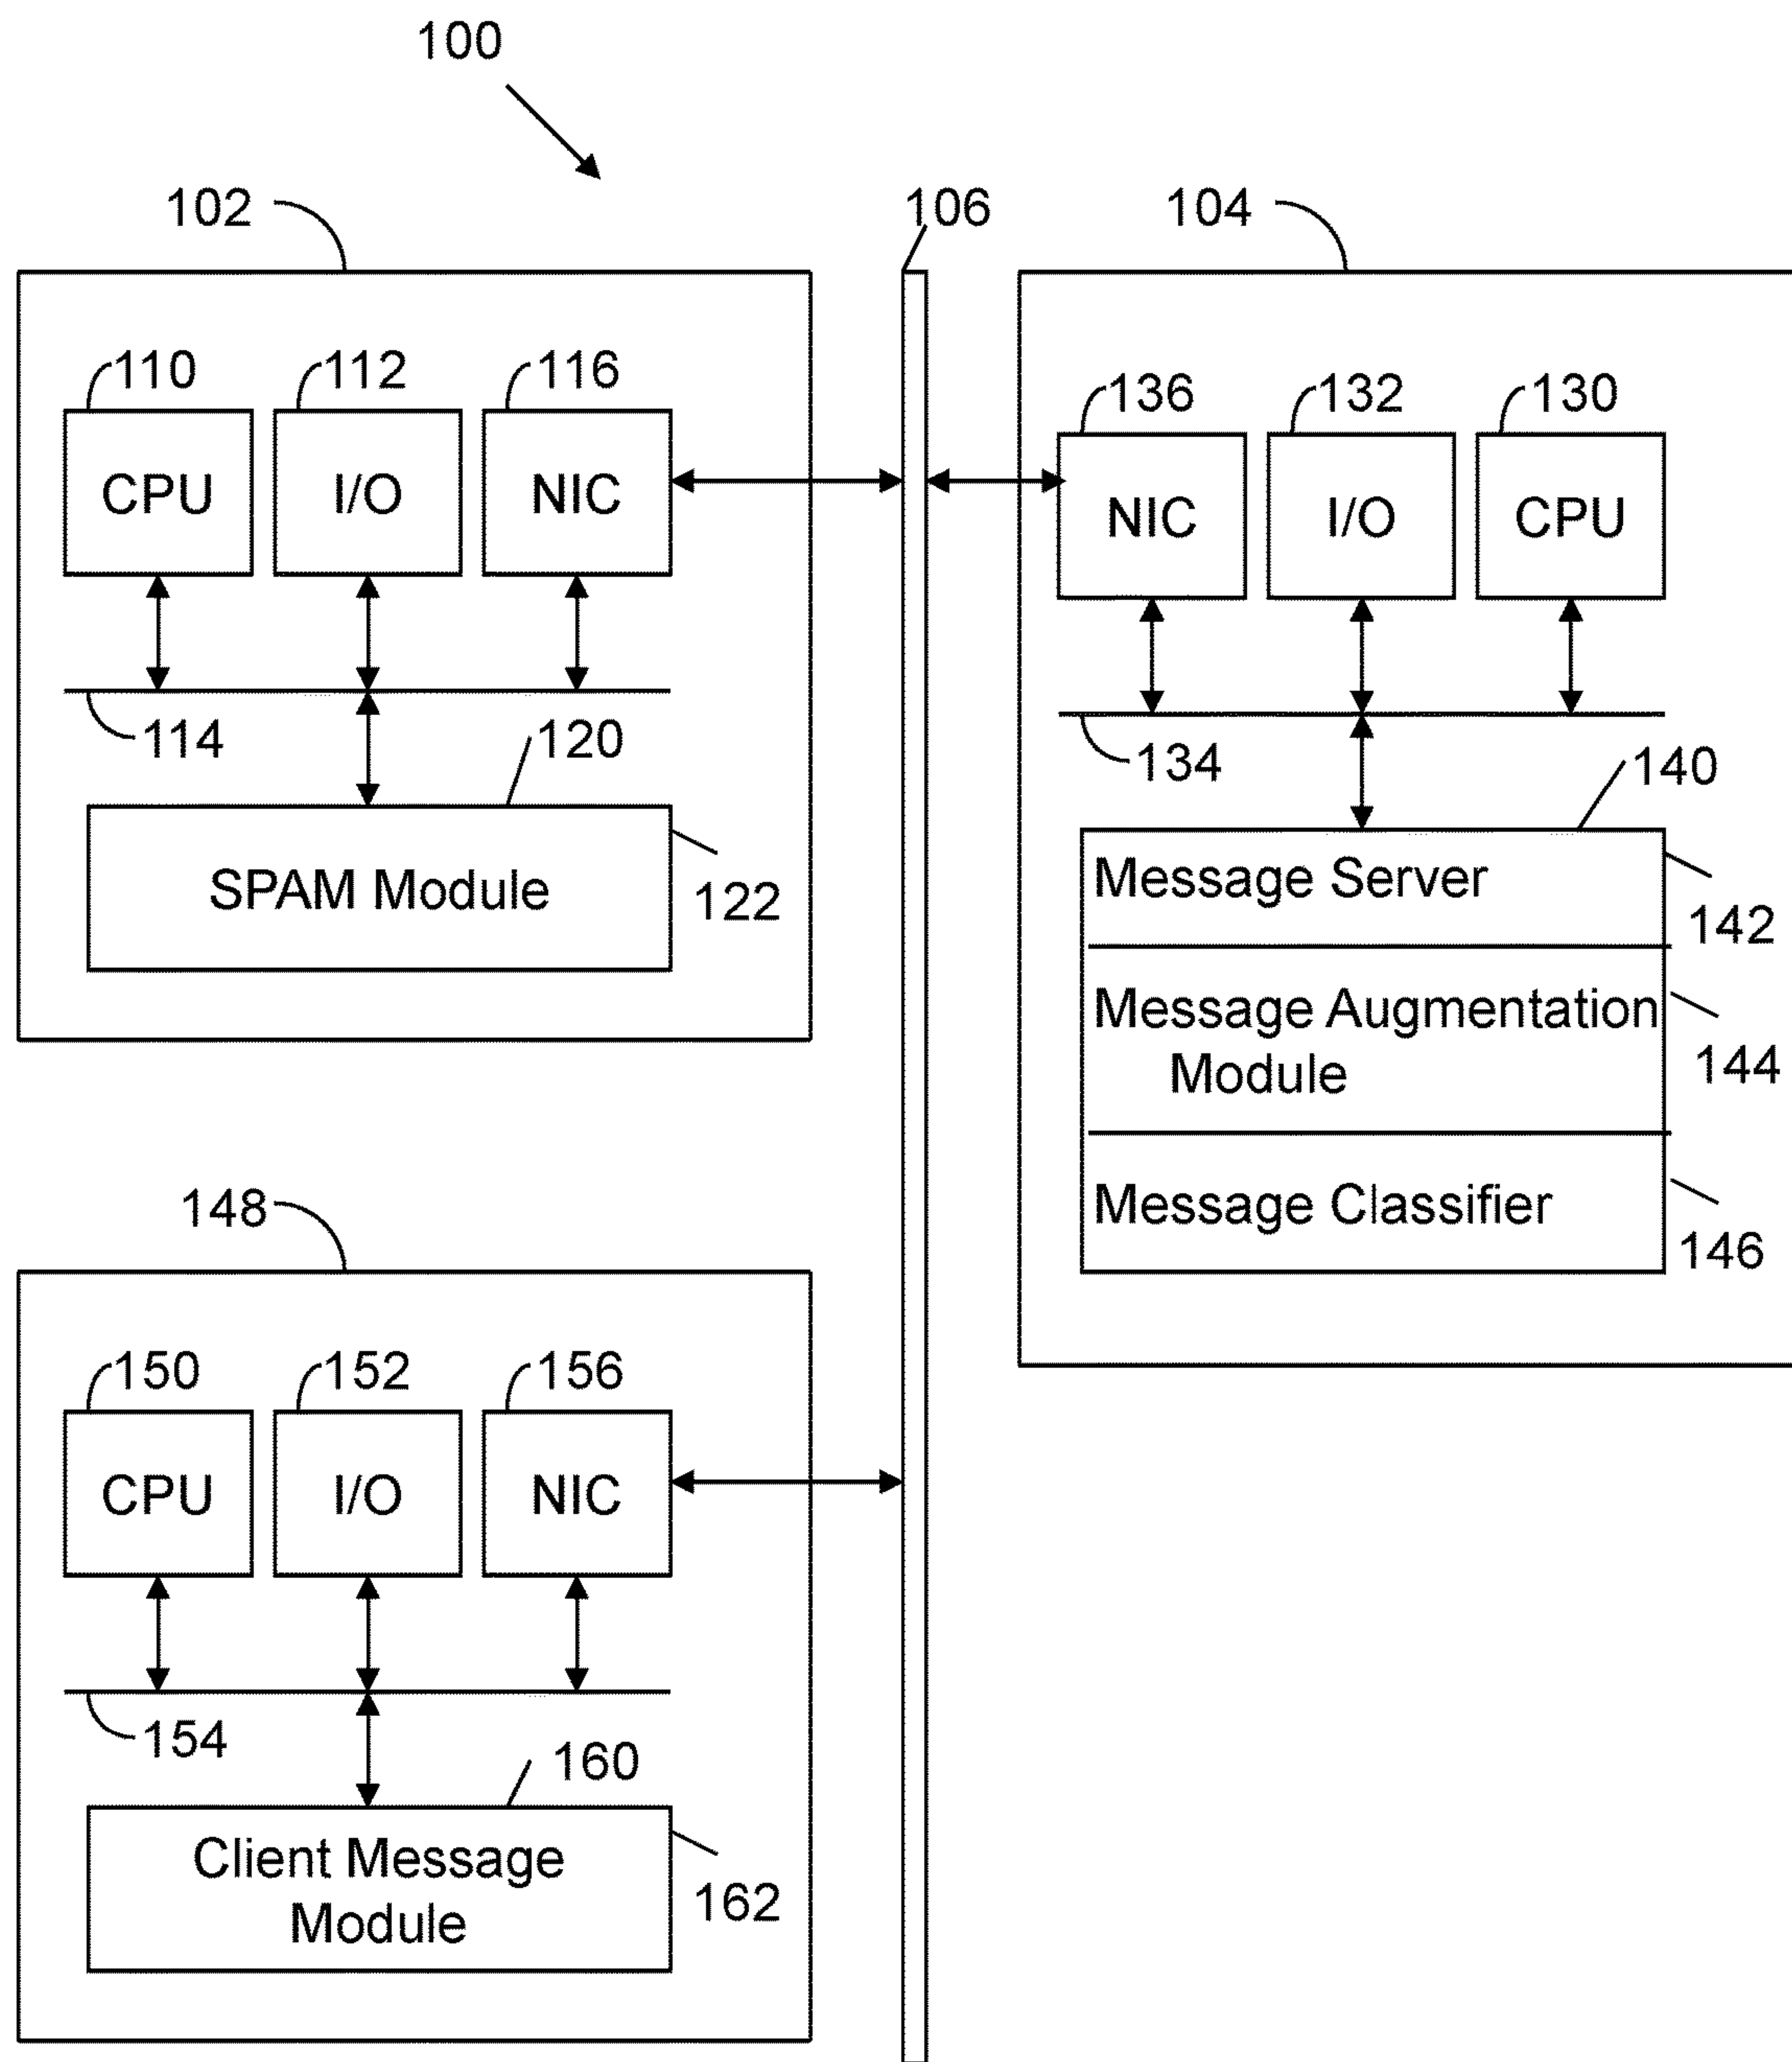 100
102
106
104
110
112
116
136
132
130
CPU
I/O
NIC
NIC
I/O
CPU
114
120
134
140
SPAM Module
122
Message Server
142
Message Augmentation
Module
144
Message Classifier
146
148
150
152
156
CPU
I/O
NIC
154
160
Client Message
Module
162